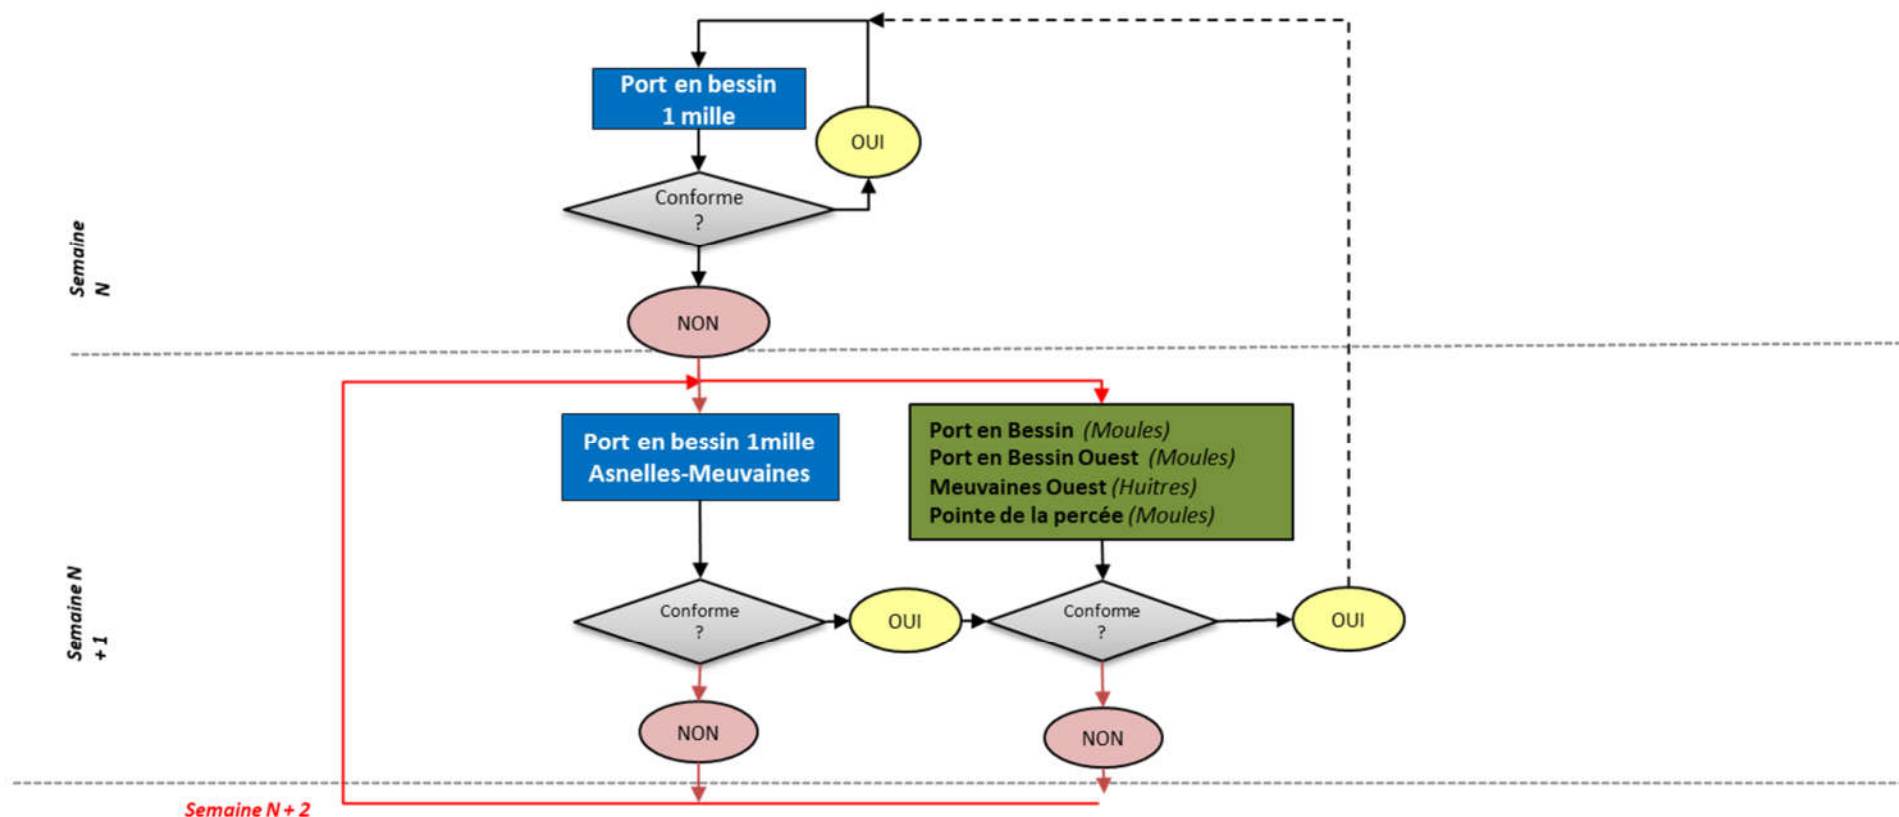 Port en bessin
1 mille
OUI
Conforme
?
Semaine
N
NON
Port en bessin 1mille
Asnelles-Meuvaines
Port en Bessin (Moules)
Port en Bessin Ouest (Moules)
Meuvaines Ouest (Huitres)
Pointe de la percée (Moules)
Semaine N
+ 1
Conforme
?
OUI
Conforme
?
OUI
NON
NON
Semaine N + 2